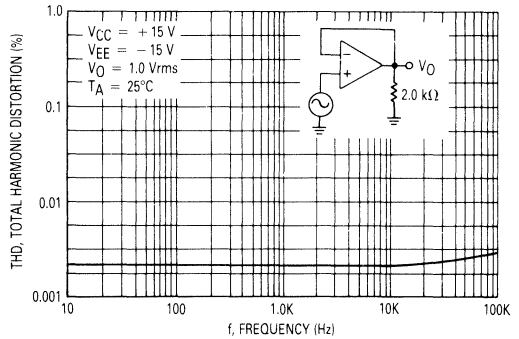 THD, TOTAL HARMONIC DISTORTION (%)
1.0
0.1
0.01
0.001
VCC = +15 V
VEE = −15 V
VO = 1.0 Vrms
TA = 25°C
−
+
VO
2.0 kΩ
10
100
1.0K
10K
100K
f, FREQUENCY (Hz)